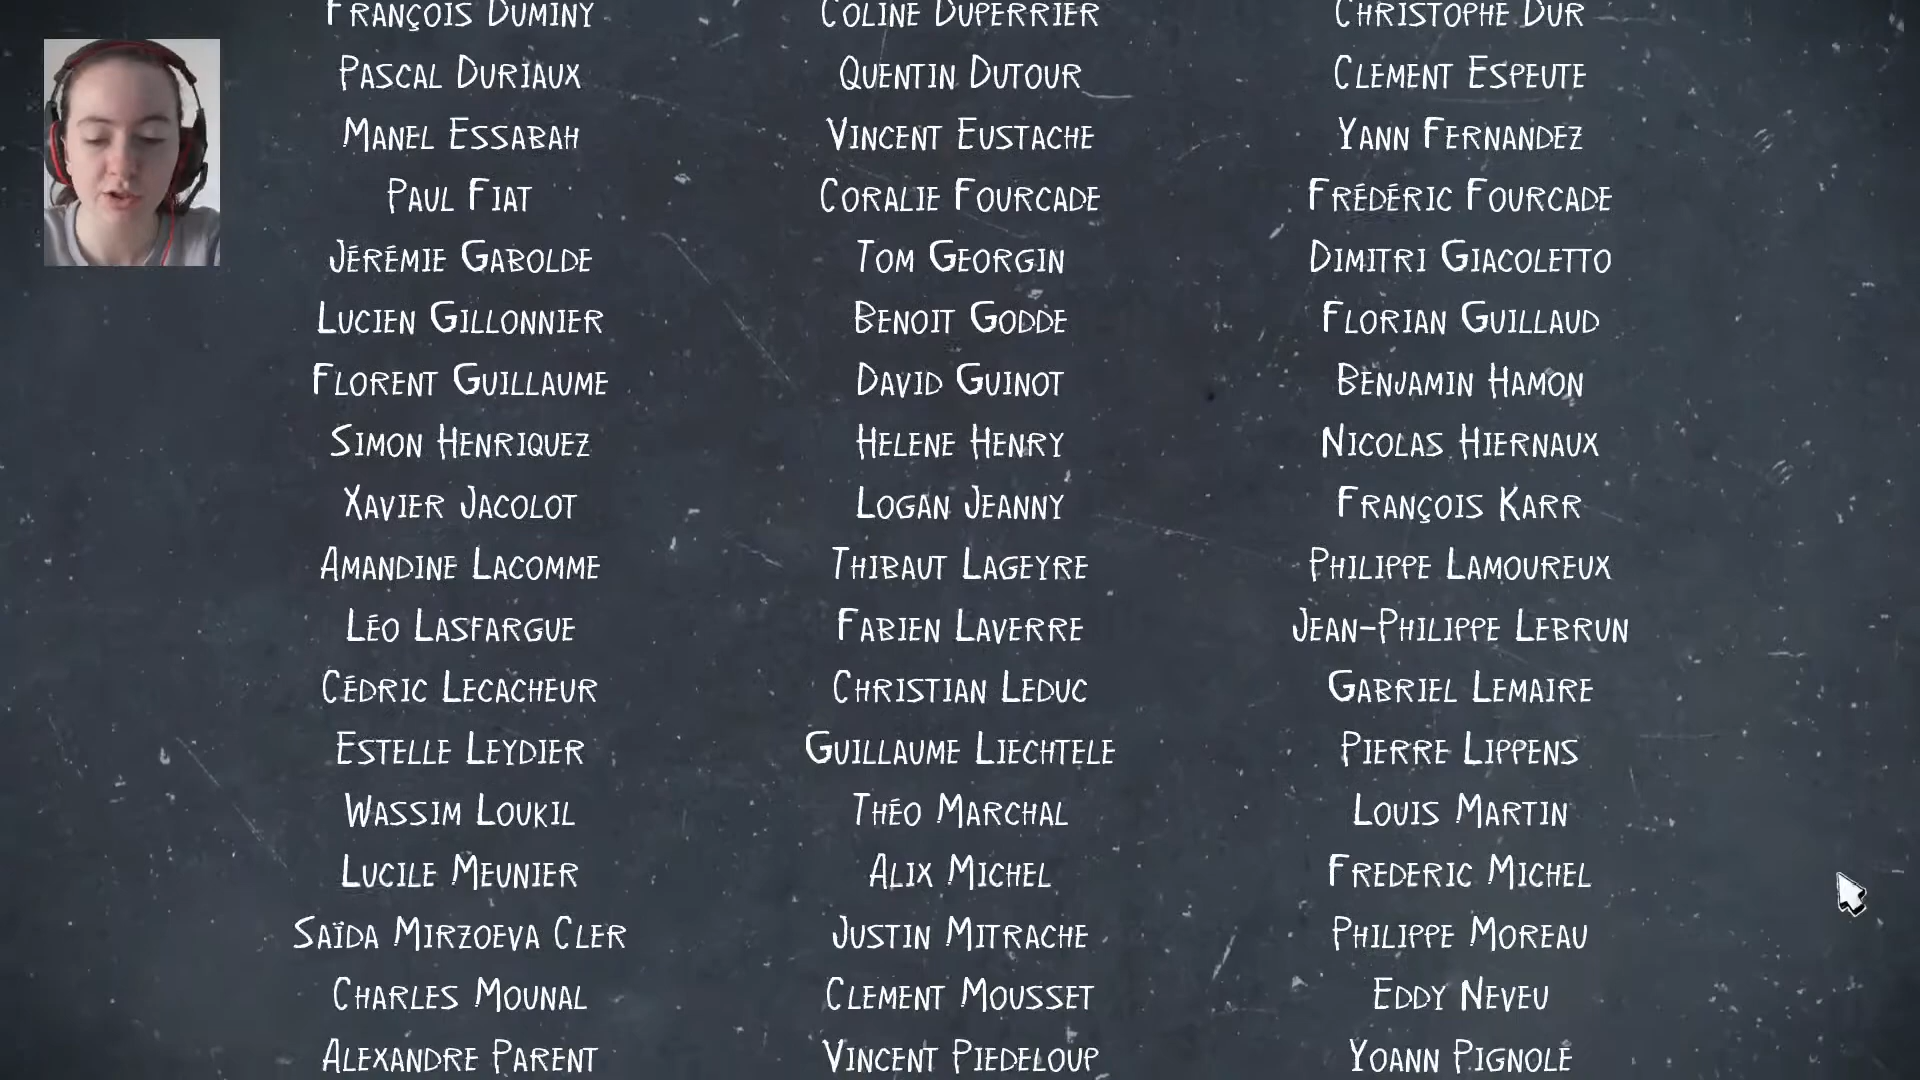 François Duminy Coline Duperrier Christophe Dur
Pascal Duriaux Quentin Dutour Clement Espeute
Manel Essabah Vincent Eustache Yann Fernandez
Paul Fiat Coralie Fourcade Frédéric Fourcade
Jérémie Gabolde Tom Georgin Dimitri Giacoletto
Lucien Gillonnier Benoit Godde Florian Guillaud
Florent Guillaume David Guinot Benjamin Hamon
Simon Henriquez Helene Henry Nicolas Hiernaux
Xavier Jacolot Logan Jeanny François Karr
Amandine Lacomme Thibaut Lageyre Philippe Lamoureux
Léo Lasfargue Fabien Laverre Jean-Philippe Lebrun
Cédric Lecacheur Christian Leduc Gabriel Lemaire
Estelle Leydier Guillaume Liechtele Pierre Lippens
Wassim Loukil Théo Marchal Louis Martin
Lucile Meunier Alix Michel Frederic Michel
Saïda Mirzoeva Cler Justin Mitrache Philippe Moreau
Charles Mounal Clement Mousset Eddy Neveu
Alexandre Parent Vincent Piedeloup Yoann Pignolé